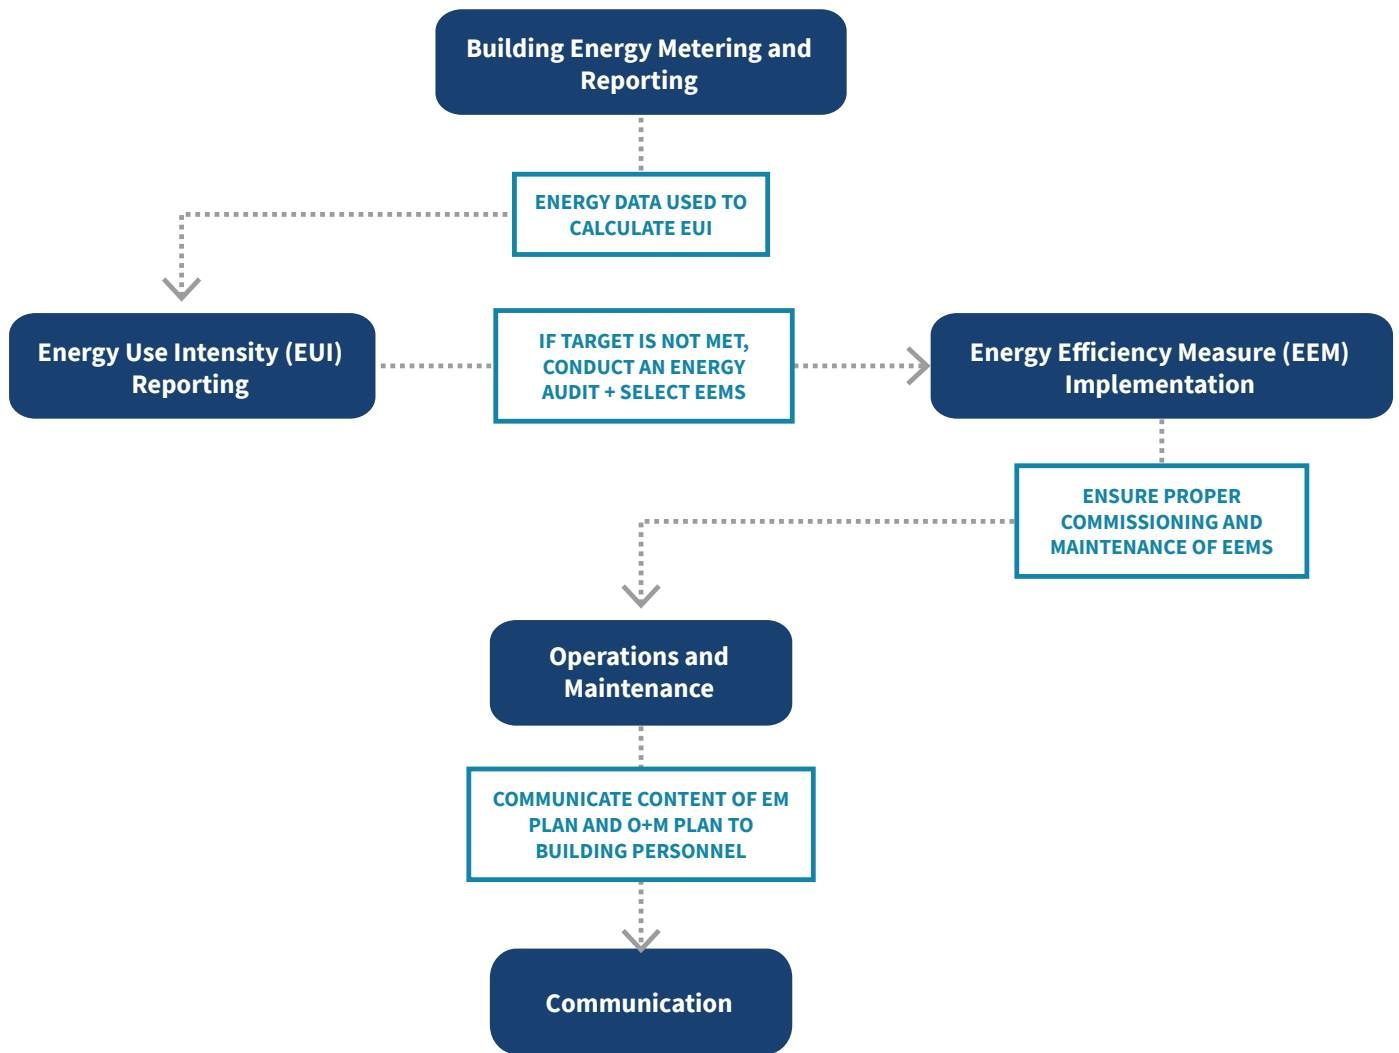 Building Energy Metering and
Reporting
ENERGY DATA USED TO
CALCULATE EUI
Energy Use Intensity (EUI)
Reporting
IF TARGET IS NOT MET,
CONDUCT AN ENERGY
AUDIT + SELECT EEMS
Energy Efficiency Measure (EEM)
Implementation
ENSURE PROPER
COMMISSIONING AND
MAINTENANCE OF EEMS
Operations and
Maintenance
COMMUNICATE CONTENT OF EM
PLAN AND O+M PLAN TO
BUILDING PERSONNEL
Communication